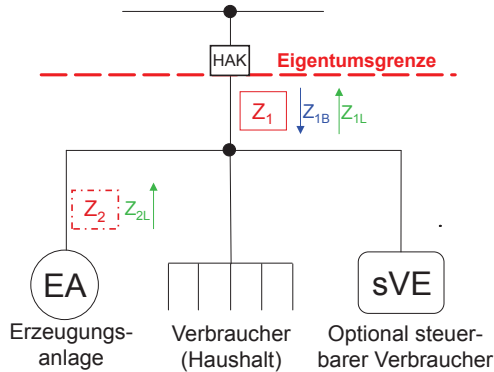 HAK
Eigentumsgrenze
Z1 Z1B Z1L
Z2 Z2L
EA sVE
Erzeugungs- Verbraucher Optional steuer-
anlage (Haushalt) barer Verbraucher